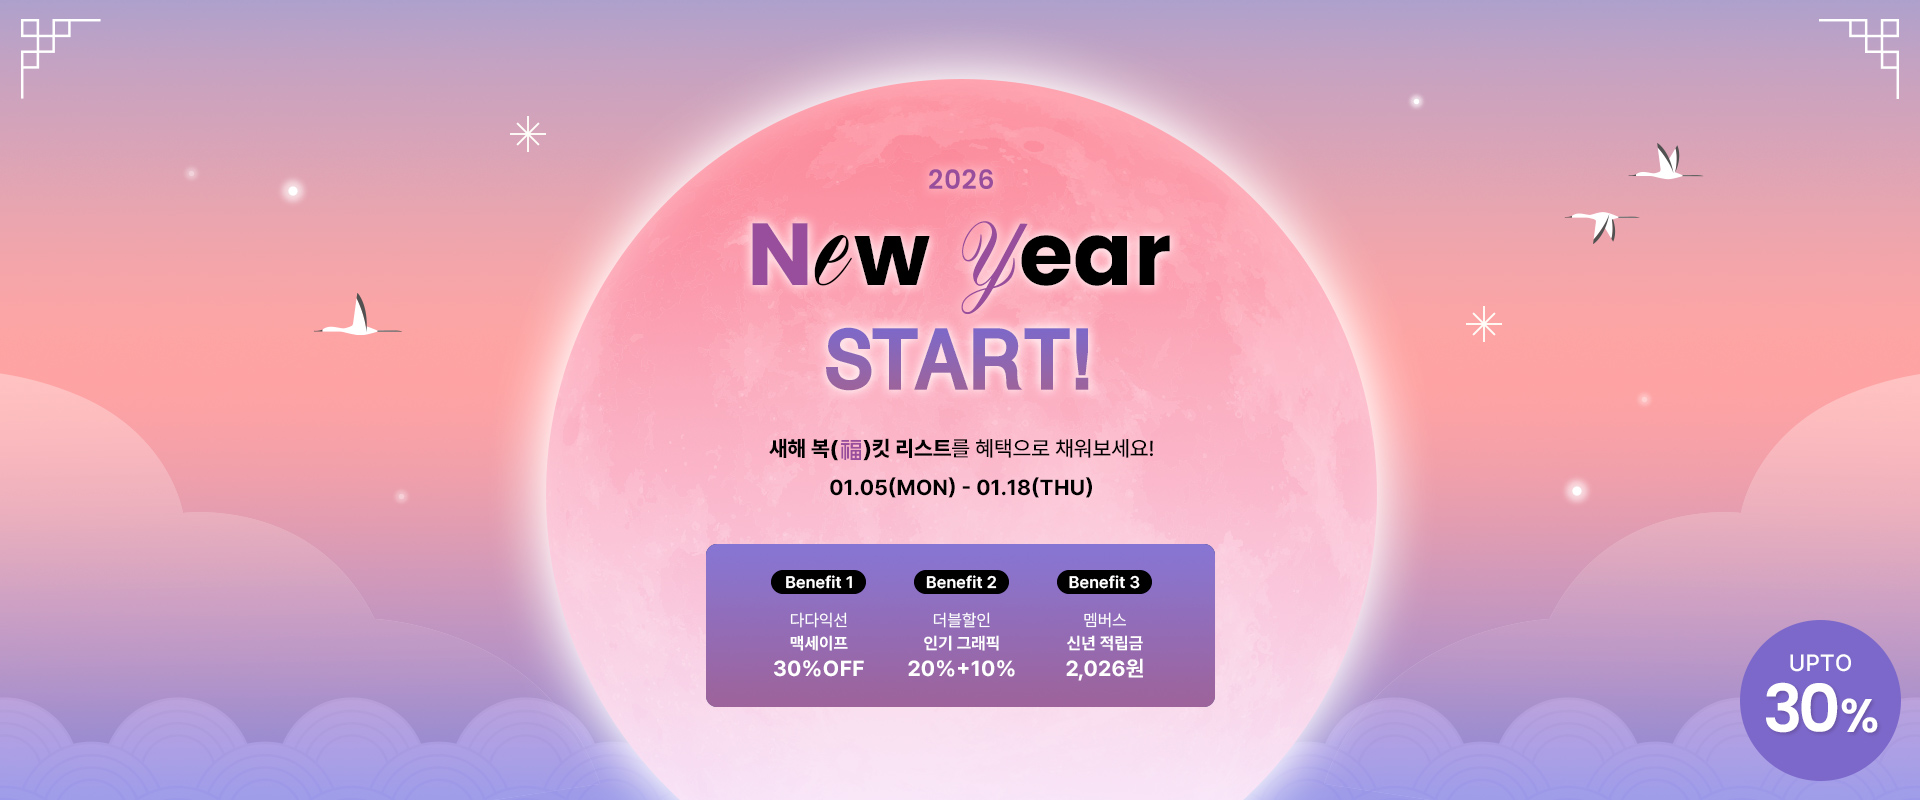 2026
New Year
START!
새해 복(福)킷 리스트를 혜택으로 채워보세요!
01.05(MON) - 01.18(THU)
Benefit 1
다다익선
맥세이프
30%OFF
Benefit 2
더블할인
인기 그래픽
20%+10%
Benefit 3
멤버스
신년 적립금
2,026원
UPTO
30%